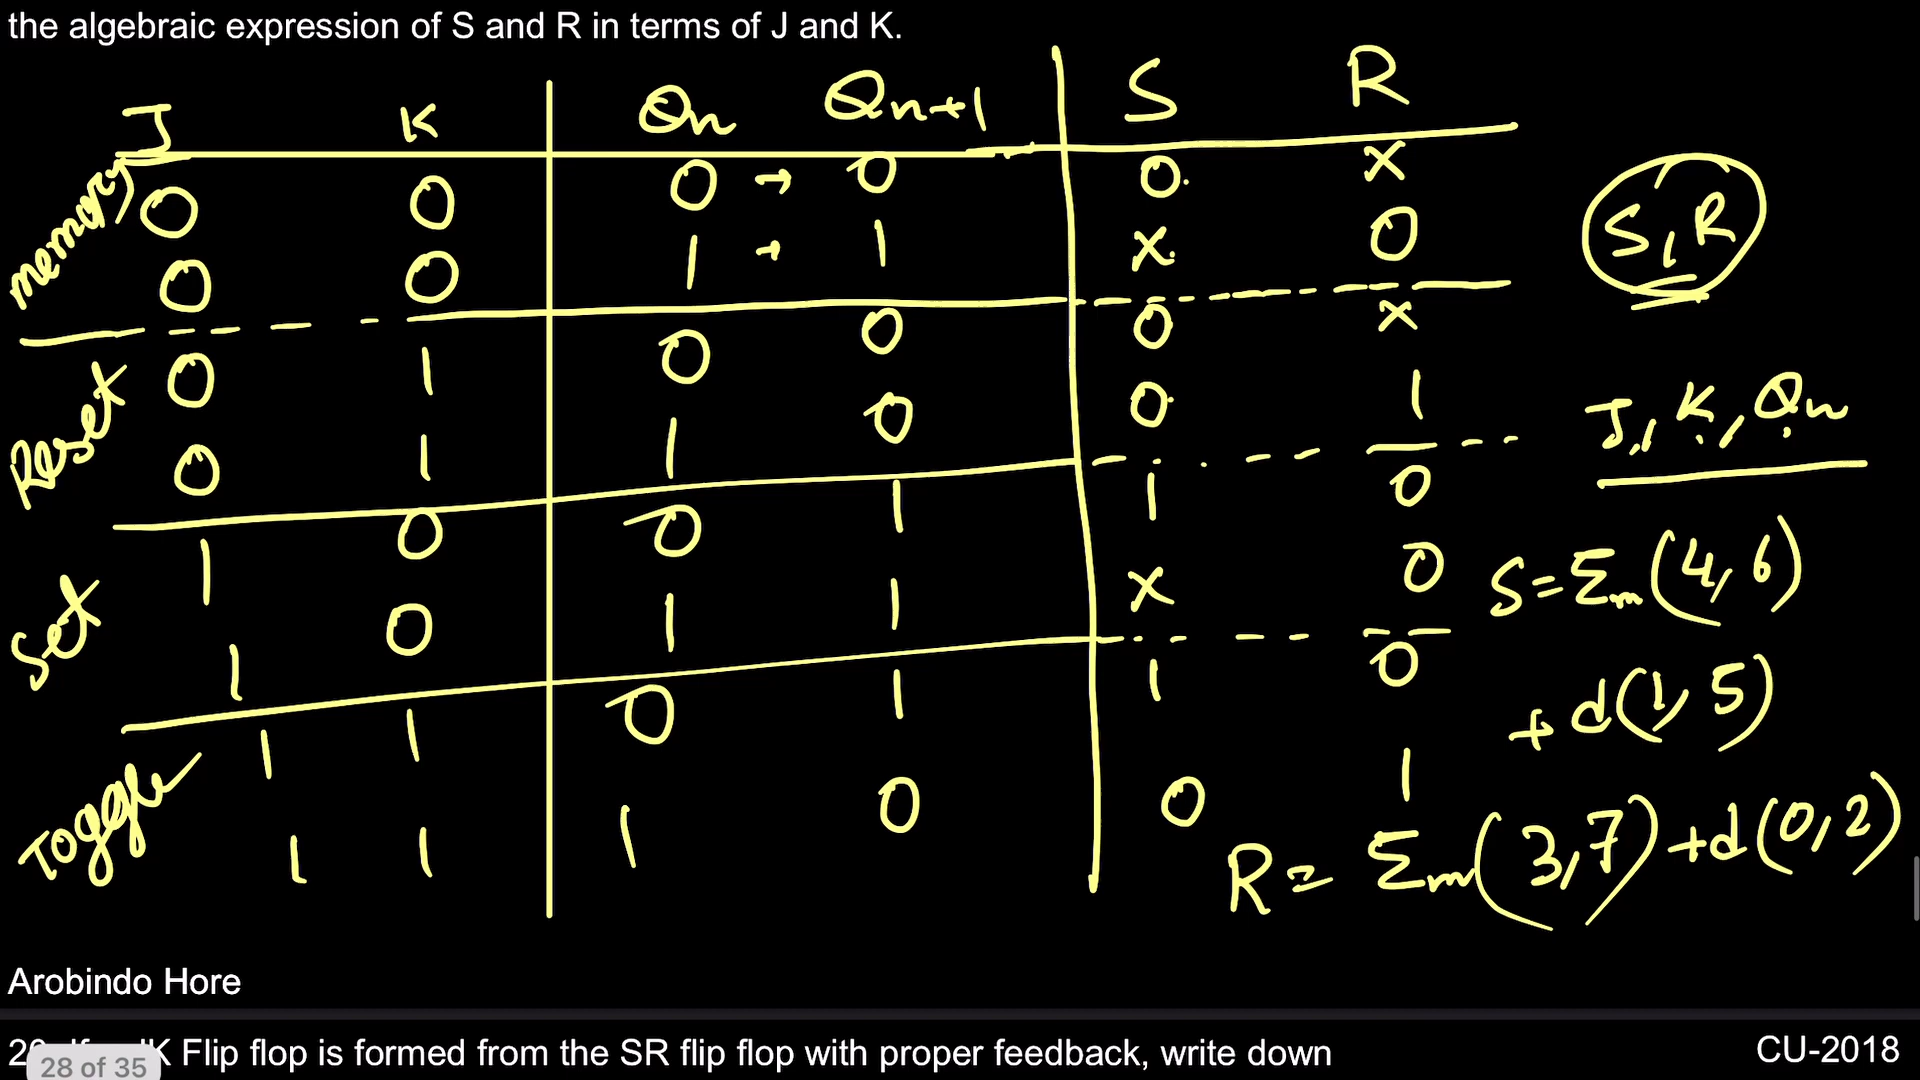 the algebraic expression of S and R in terms of J and K.
J K Qn Qn+1 S R
memory 0 0 0 → 0 0 x
0 0 1 → 1 x 0
S, R
Reset 0 1 0 0 0 x
0 1 1 0 0 1
J, K, Qn
Set 1 0 0 1 1 0
1 0 1 1 x 0
S = Σm (4, 6)
+ d(1, 5)
Toggle 1 1 0 1 1 0
1 1 1 0 0 1
R = Σm (3, 7) + d (0, 2)
Arobindo Hore
K Flip flop is formed from the SR flip flop with proper feedback, write down CU-2018
28 of 35